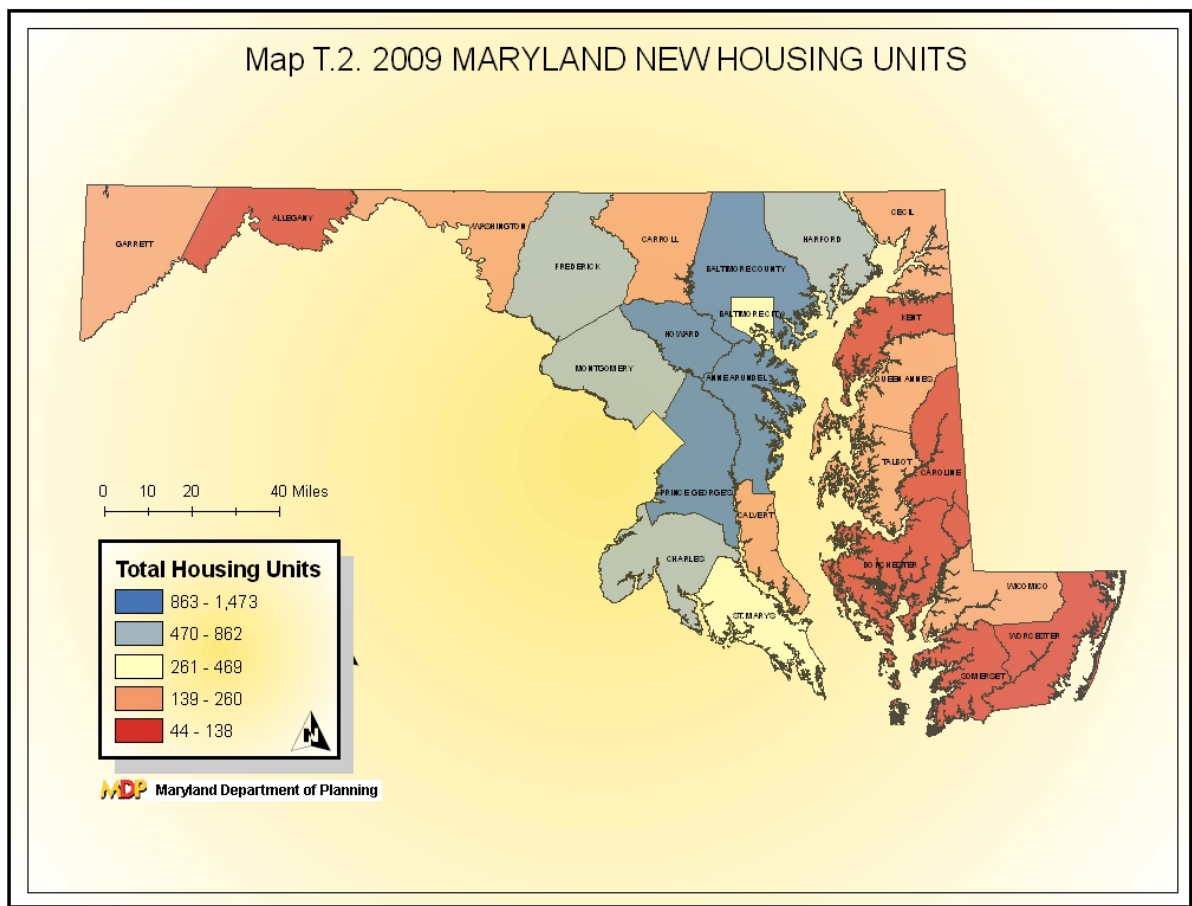 Map T.2. 2009 MARYLAND NEW HOUSING UNITS
GARRETT
ALLEGANY
WASHINGTON
FREDERICK
CARROLL
BALTIMORE COUNTY
HARFORD
CECIL
BALTIMORE CITY
HOWARD
KENT
MONTGOMERY
ANNE ARUNDEL
QUEEN ANNES
TALBOT
CAROLINE
PRINCE GEORGE'S
CALVERT
CHARLES
DORCHESTER
ST.MARYS
WICOMICO
WORCHESTER
SOMERSET
0 10 20 40 Miles
Total Housing Units
863 - 1,473
470 - 862
261 - 469
139 - 260
44 - 138
N
MDP Maryland Department of Planning